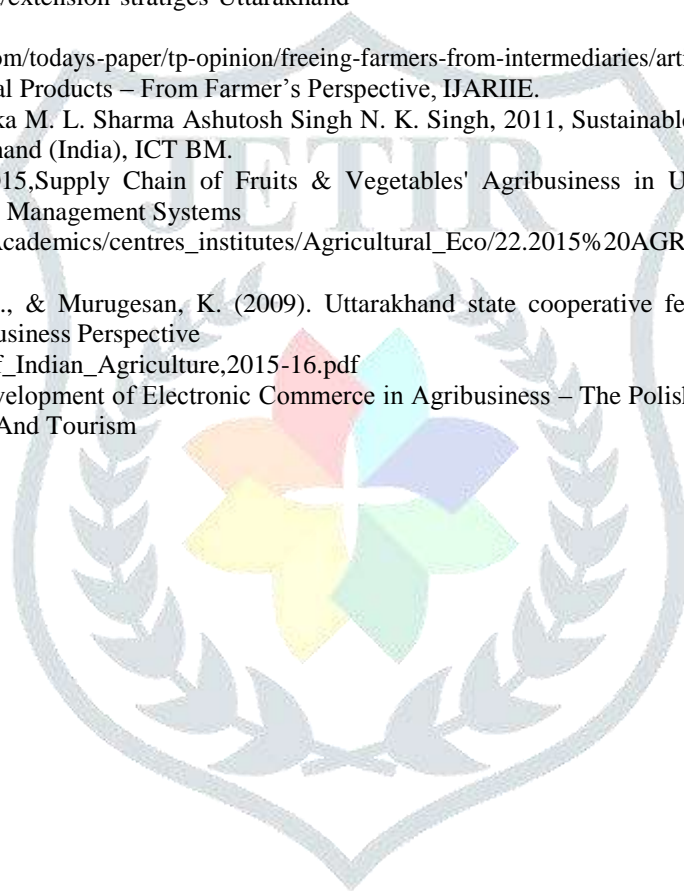 /extension-stratiges-Uttarakhand
om/todays-paper/tp-opinion/freeing-farmers-from-intermediaries/arti
al Products – From Farmer’s Perspective, IJARIIE.
ka M. L. Sharma Ashutosh Singh N. K. Singh, 2011, Sustainable
hand (India), ICT BM.
15,Supply Chain of Fruits & Vegetables' Agribusiness in U
Management Systems
Academics/centres_institutes/Agricultural_Eco/22.2015%20AGR
., & Murugesan, K. (2009). Uttarakhand state cooperative fe
usiness Perspective
f_Indian_Agriculture,2015-16.pdf
velopment of Electronic Commerce in Agribusiness – The Polish
And Tourism
JETIR